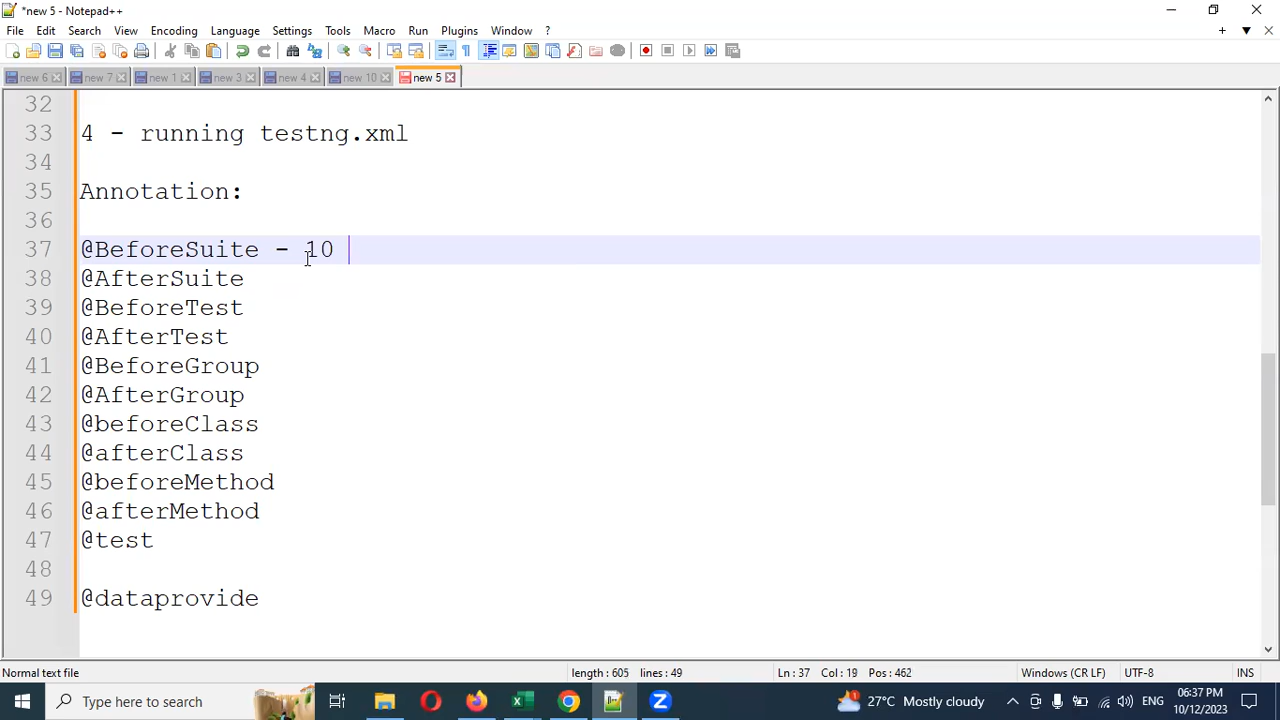 *new 5 - Notepad++
File Edit Search View Encoding Language Settings Tools Macro Run Plugins Window ?
new 6 new 7 new 1 new 3 new 4 new 10 new 5
32
33 4 - running testng.xml
34
35 Annotation:
36
37 @BeforeSuite - 10
38 @AfterSuite
39 @BeforeTest
40 @AfterTest
41 @BeforeGroup
42 @AfterGroup
43 @beforeClass
44 @afterClass
45 @beforeMethod
46 @afterMethod
47 @test
48
49 @dataprovide
Normal text file length : 605 lines : 49 Ln : 37 Col : 19 Pos : 462 Windows (CR LF) UTF-8 INS
Type here to search 27°C Mostly cloudy ENG 06:37 PM
10/12/2023